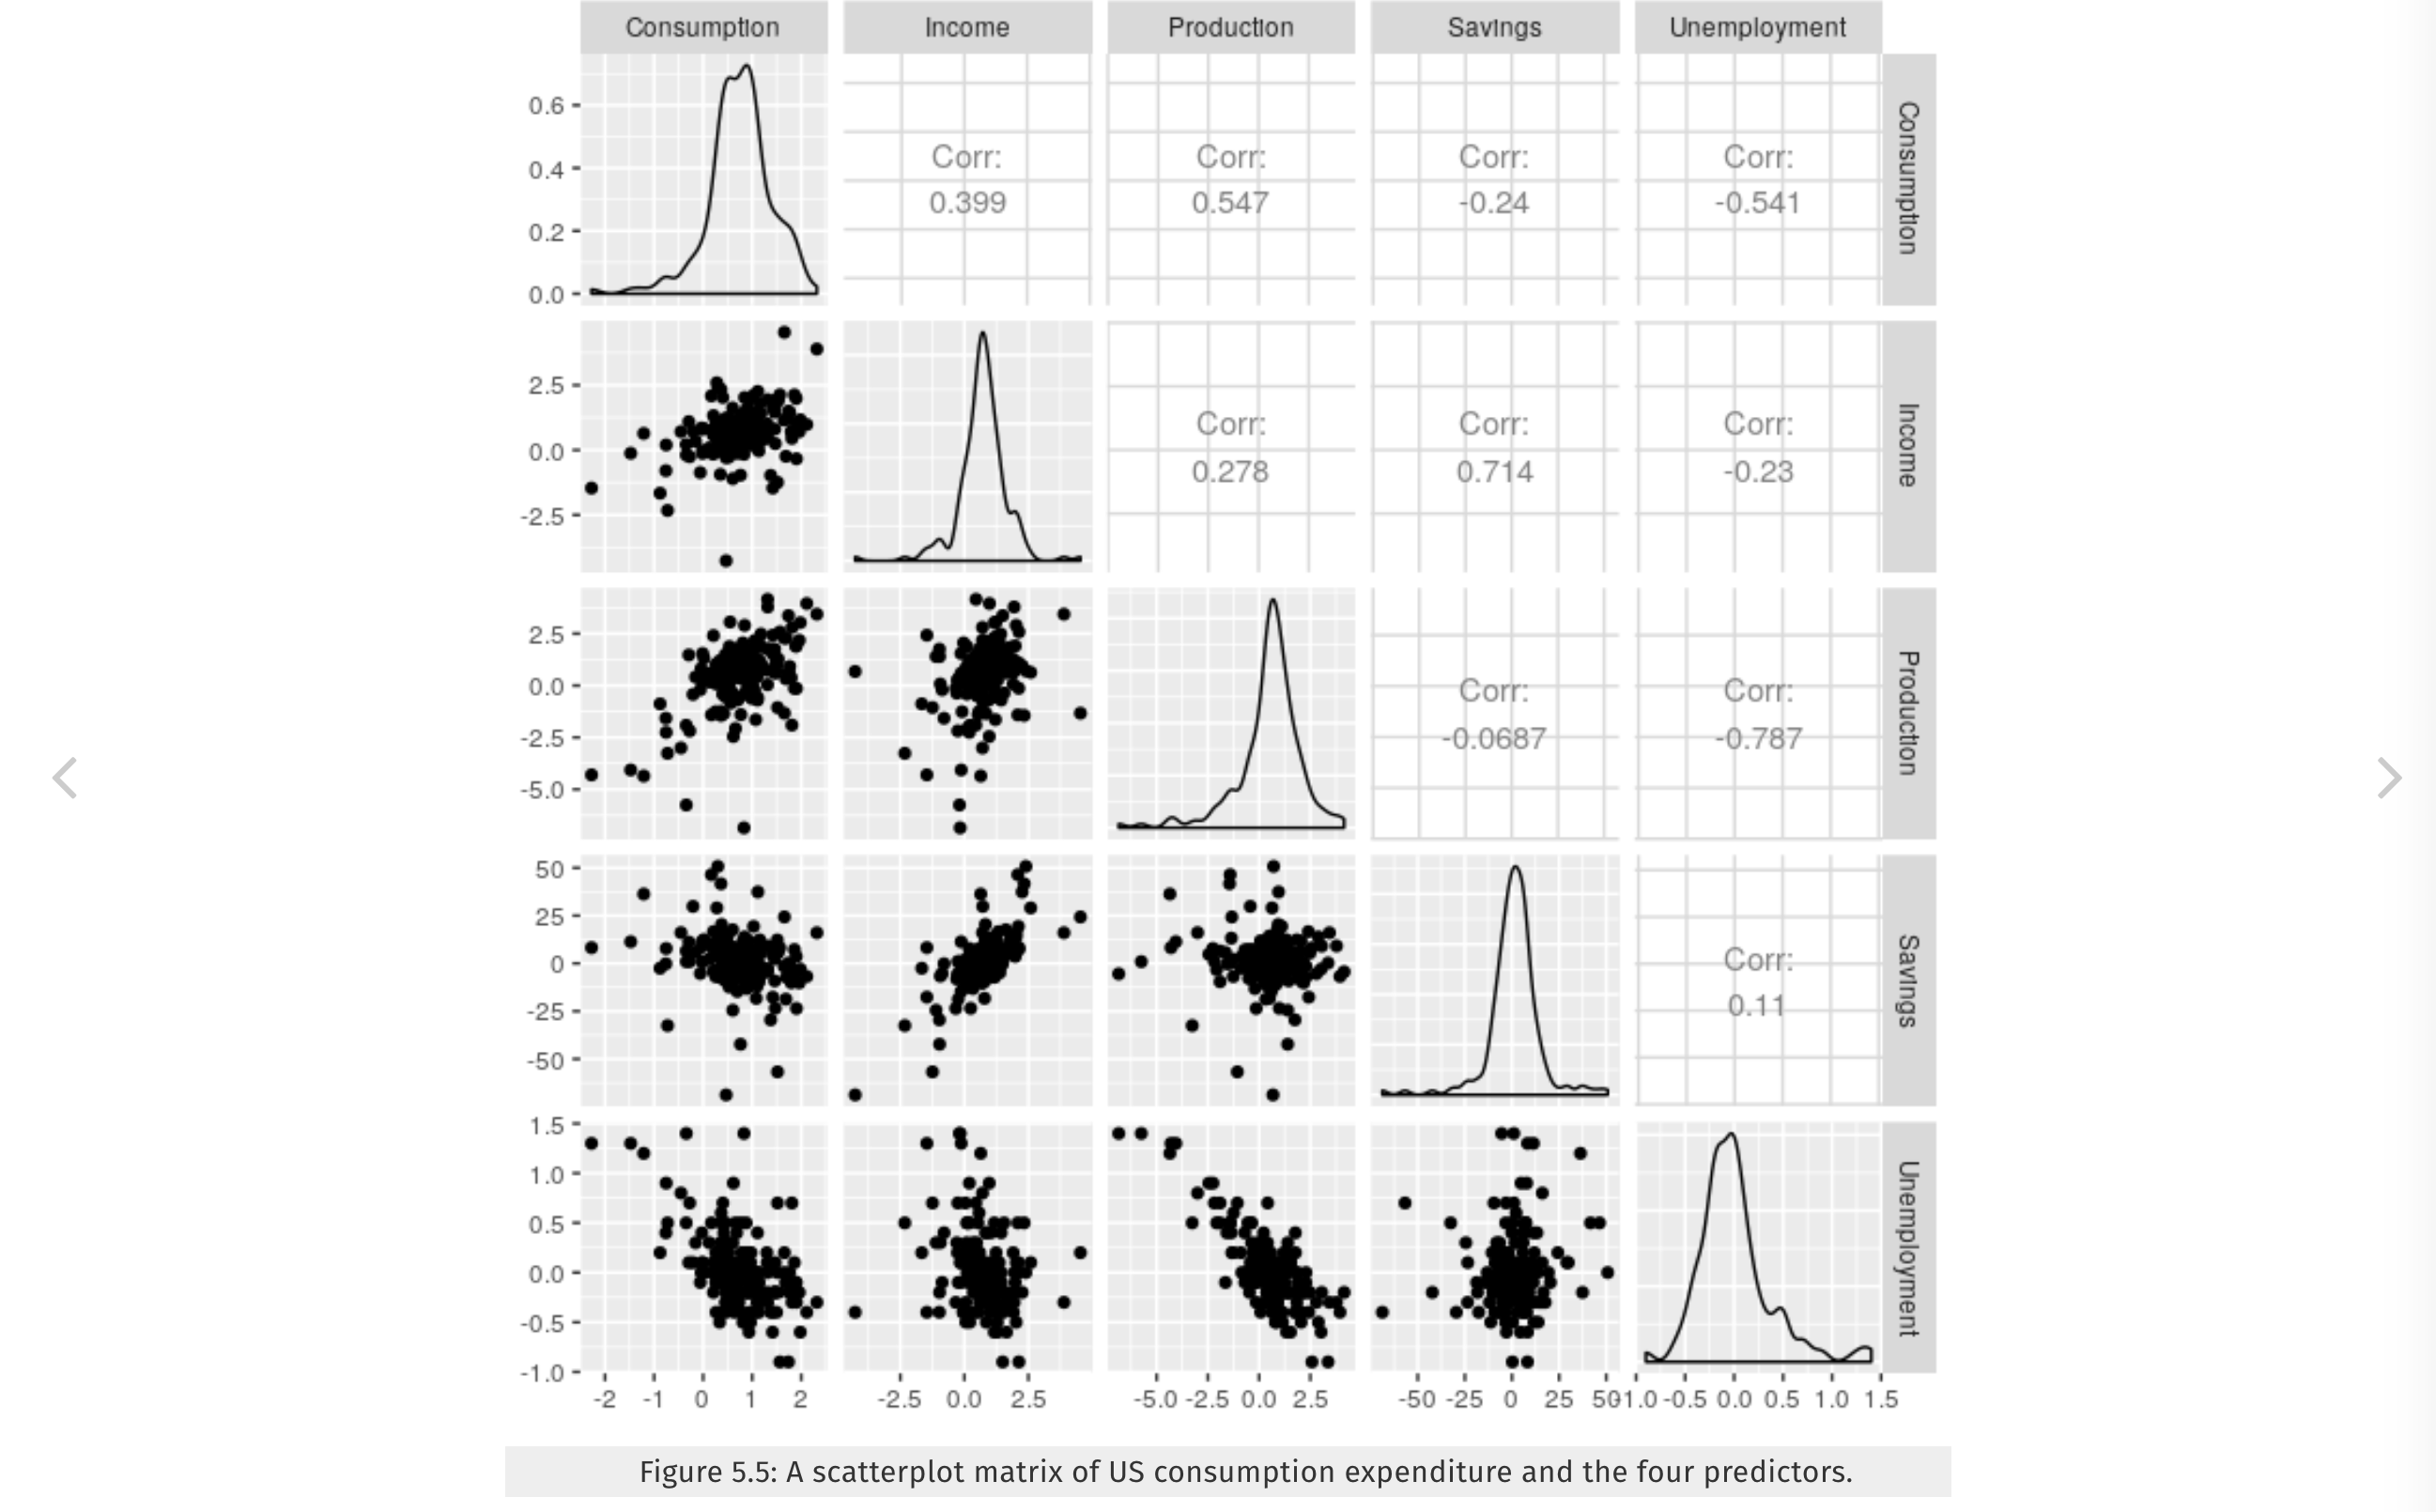 Consumption Income Production Savings Unemployment
0.6
0.4
0.2
0.0
Corr:
0.399
Corr:
0.547
Corr:
-0.24
Corr:
-0.541
Consumption
2.5
0.0
-2.5
Corr:
0.278
Corr:
0.714
Corr:
-0.23
Income
2.5
0.0
-2.5
-5.0
Corr:
-0.0687
Corr:
-0.787
Production
50
25
0
-25
-50
Corr:
0.11
Savings
1.5
1.0
0.5
0.0
-0.5
-1.0
Unemployment
-2 -1 0 1 2
-2.5 0.0 2.5
-5.0 -2.5 0.0 2.5
-50 -25 0 25 50
-1.0 -0.5 0.0 0.5 1.0 1.5
Figure 5.5: A scatterplot matrix of US consumption expenditure and the four predictors.